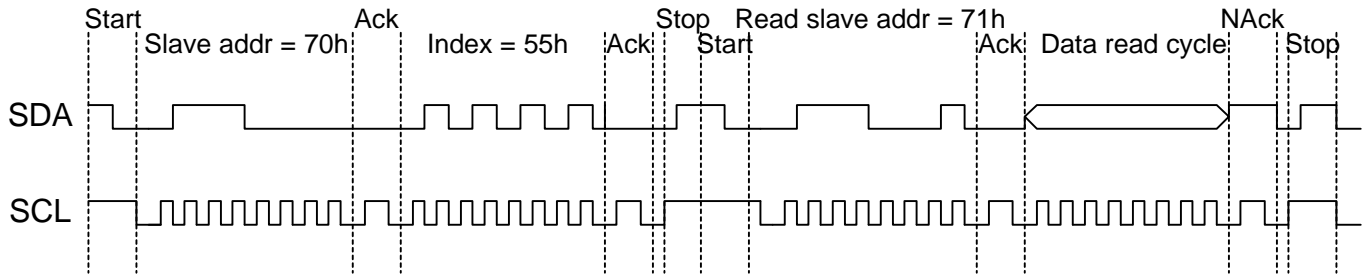 Start Ack Stop Read slave addr = 71h NAck
Slave addr = 70h Index = 55h Ack Start Ack Data read cycle Stop
SDA
SCL